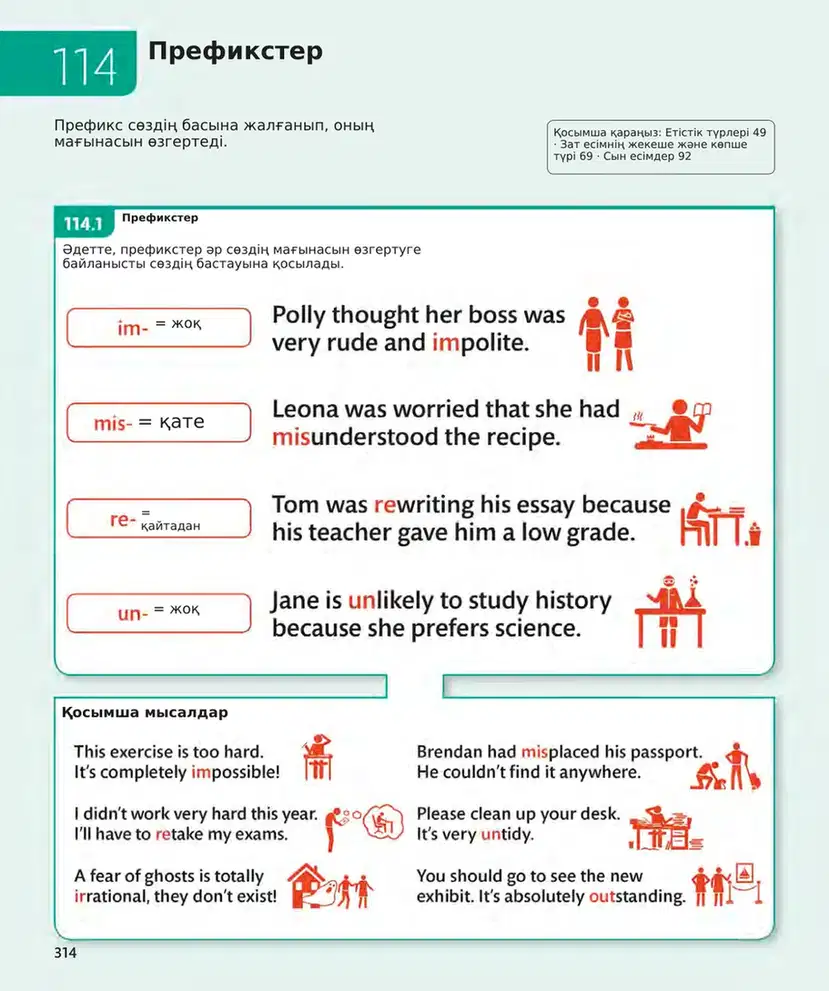 114
Префикстер
Префикс сөздің басына жалғанып, оның
мағынасын өзгертеді.
Қосымша қараңыз: Етістік түрлері 49
· Зат есімнің жекеше және көпше
түрі 69 · Сын есімдер 92
114.1 Префикстер
Әдетте, префикстер әр сөздің мағынасын өзгертуге
байланысты сөздің бастауына қосылады.
im- = жоқ
Polly thought her boss was
very rude and impolite.
mis- = қате
Leona was worried that she had
misunderstood the recipe.
re- =
қайтадан
Tom was rewriting his essay because
his teacher gave him a low grade.
un- = жоқ
Jane is unlikely to study history
because she prefers science.
Қосымша мысалдар
This exercise is too hard.
It's completely impossible!
I didn't work very hard this year.
I'll have to retake my exams.
A fear of ghosts is totally
irrational, they don't exist!
Brendan had misplaced his passport.
He couldn't find it anywhere.
Please clean up your desk.
It's very untidy.
You should go to see the new
exhibit. It's absolutely outstanding.
314